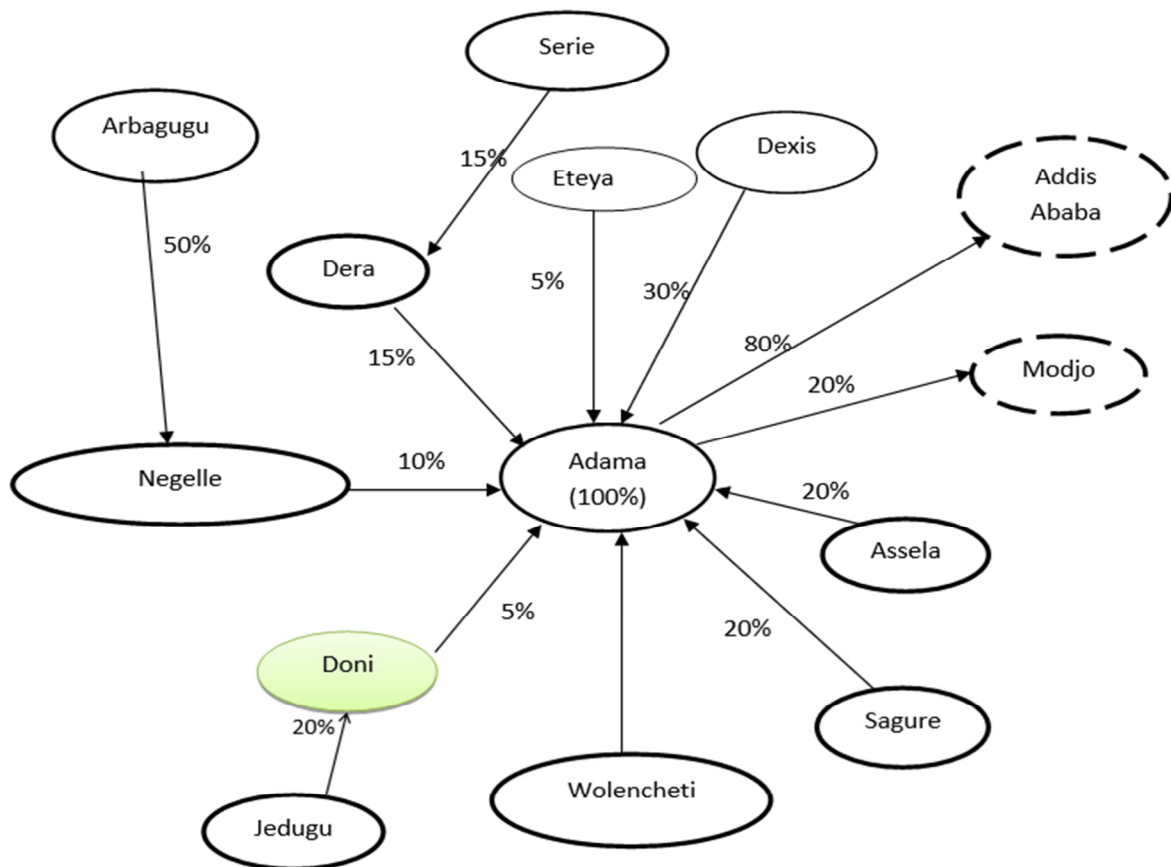 Serie
Arbagugu
15%
Eteya
Dexis
Addis
Ababa
50%
Dera
5%
30%
80%
15%
20%
Modjo
Negelle
10%
Adama
(100%)
20%
Assela
5%
20%
Doni
20%
Sagure
Wolencheti
Jedugu